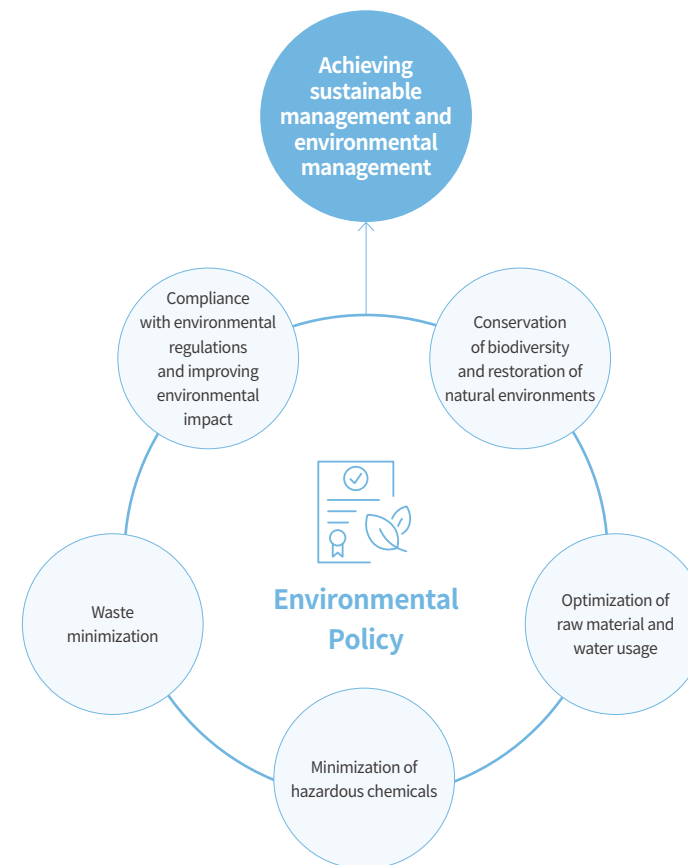 Achieving
sustainable
management and
environmental
management
Compliance
with environmental
regulations
and improving
environmental
impact
Conservation
of biodiversity
and restoration of
natural environments
Waste
minimization
Environmental
Policy
Optimization of
raw material and
water usage
Minimization of
hazardous chemicals